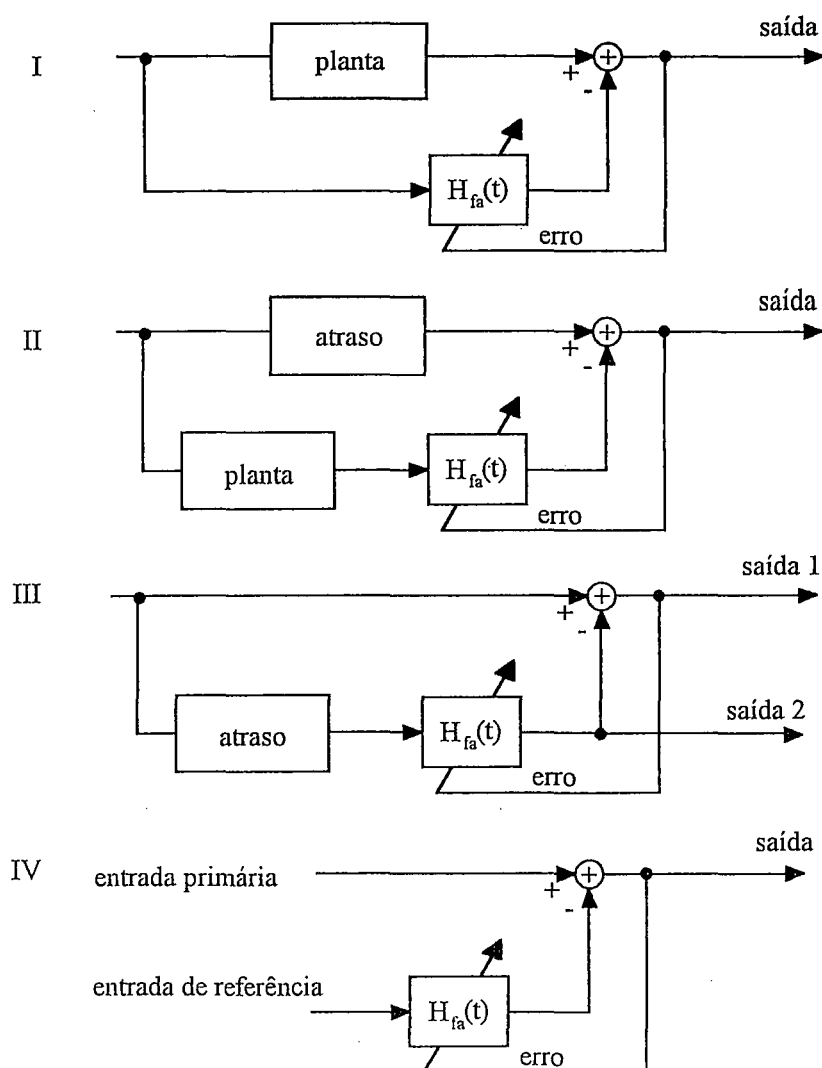 saída
I
planta
+
-
H_fa(t)
erro
saída
II
atraso
+
-
planta
H_fa(t)
erro
III
saída 1
+
-
saída 2
atraso
H_fa(t)
erro
saída
IV
entrada primária
+
-
entrada de referência
H_fa(t)
erro